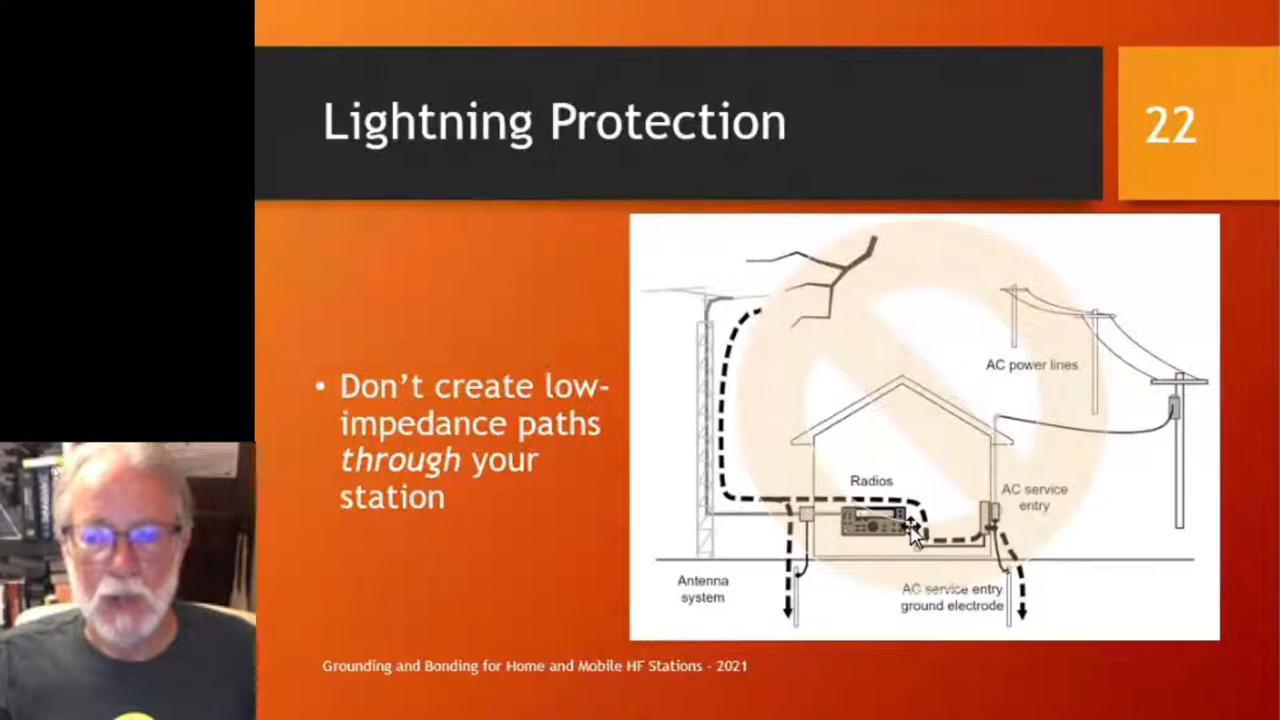 Lightning Protection
22
• Don't create low-
impedance paths
through your
station
AC power lines
Radios
AC service
entry
Antenna
system
AC service entry
ground electrode
Grounding and Bonding for Home and Mobile HF Stations - 2021